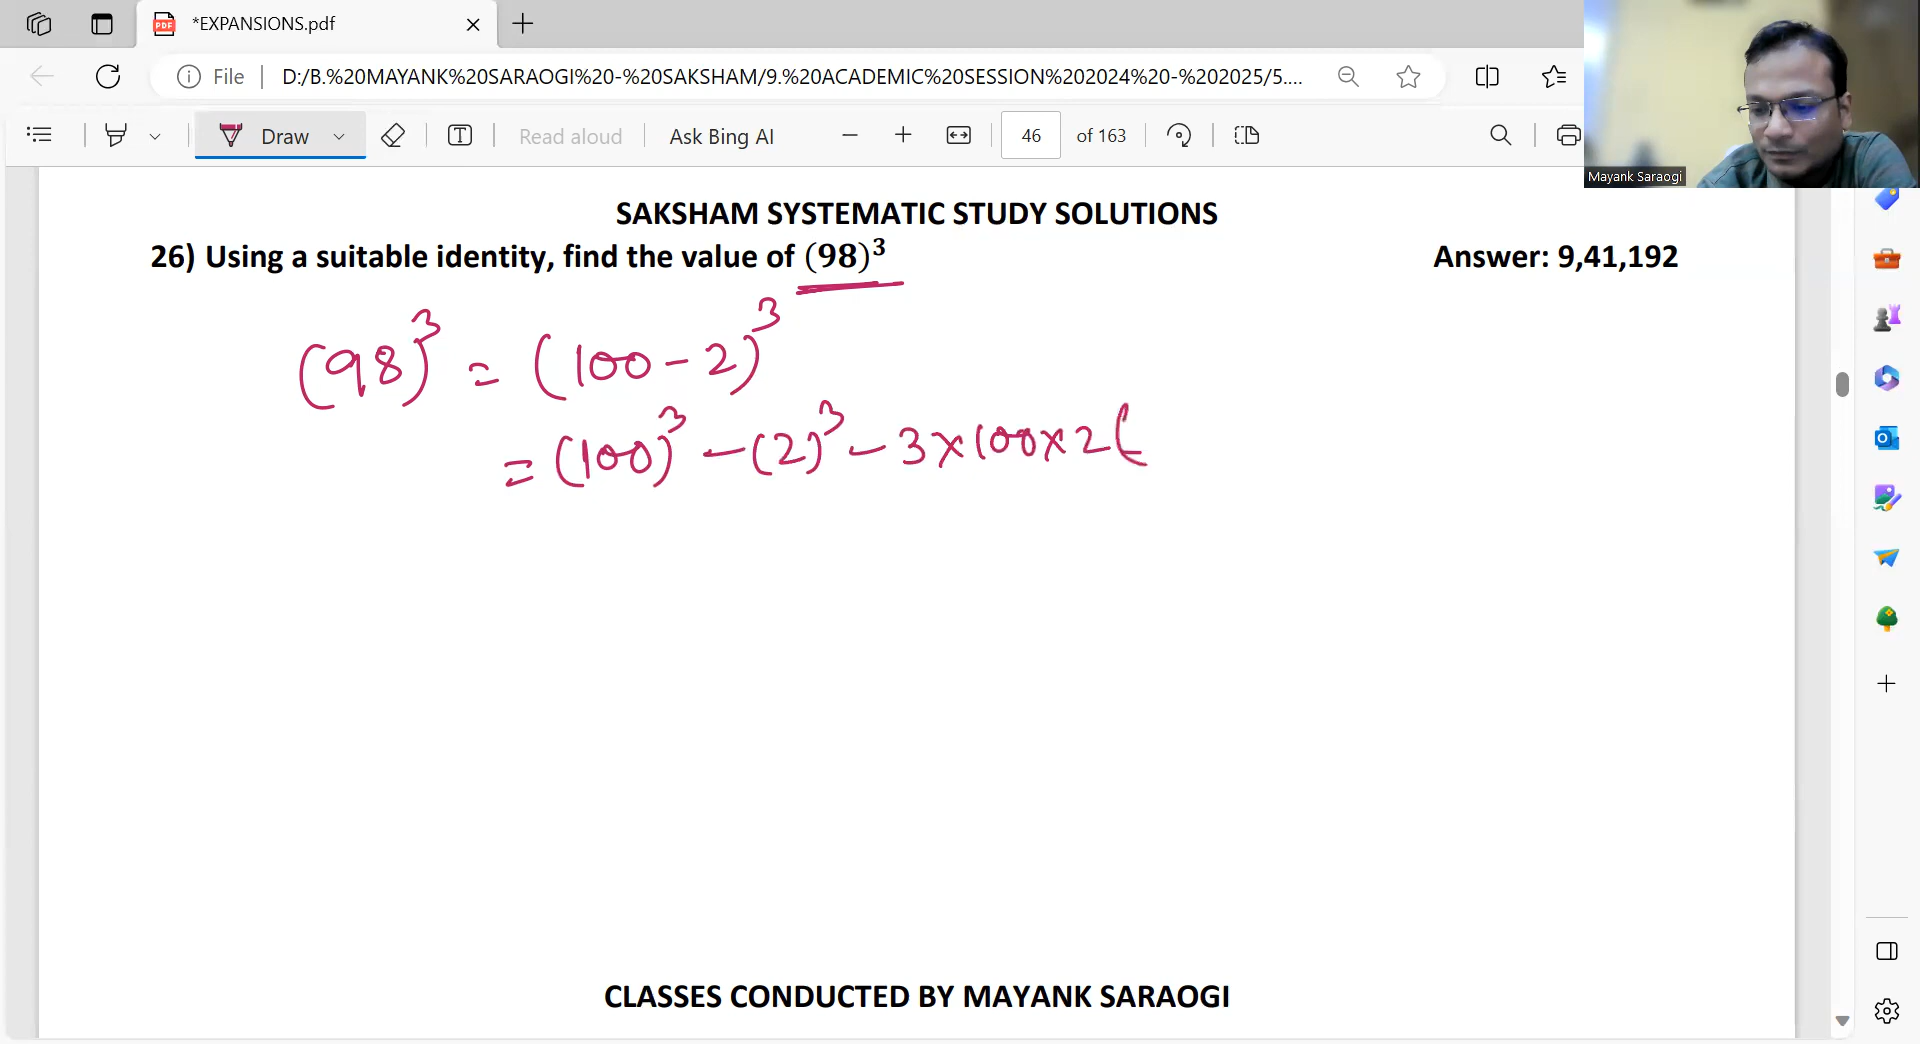 *EXPANSIONS.pdf
File | D:/B.%20MAYANK%20SARAOGI%20-%20SAKSHAM/9.%20ACADEMIC%20SESSION%202024%20-%202025/5....
Draw
Read aloud
Ask Bing AI
46 of 163
Mayank Saraogi
SAKSHAM SYSTEMATIC STUDY SOLUTIONS
26) Using a suitable identity, find the value of (98)³ Answer: 9,41,192
(98)³ = (100-2)³
= (100)³ - (2)³ - 3×100×2(
CLASSES CONDUCTED BY MAYANK SARAOGI